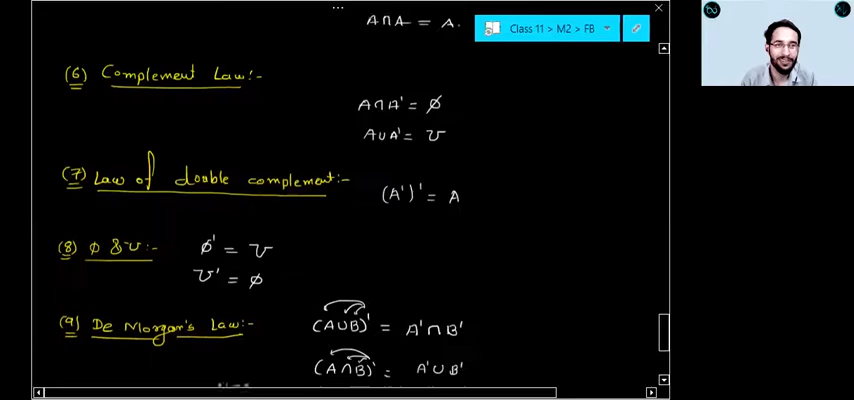 A∩A = A.
Class 11 > M2 > FB
(6) Complement Law:-
A∩A' = ϕ
A∪A' = U
(7) Law of double complement:-
(A')' = A
(8) ϕ & U:-
ϕ' = U
U' = ϕ
(9) De Morgan's Law:-
(A∪B)' = A'∩B'
(A∩B)' = A'∪B'